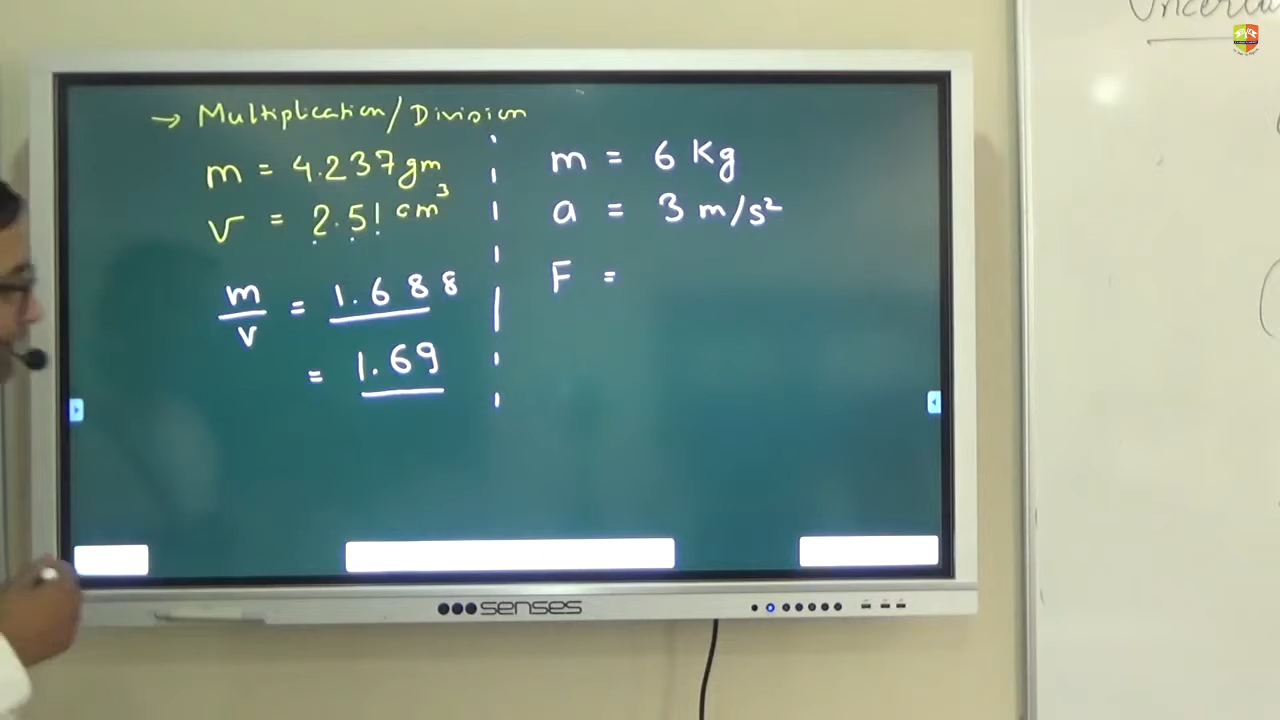 → Multiplication/Division
m = 4.237 gm
v = 2.51 cm³
m/v = 1.688
= 1.69
m = 6 Kg
a = 3 m/s²
F =
senses